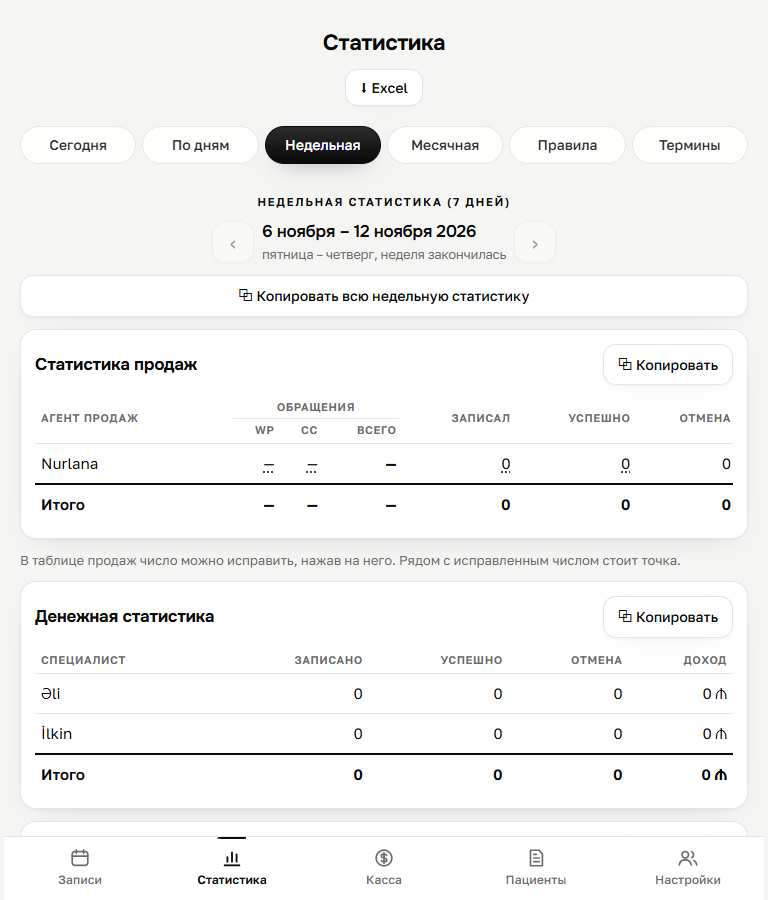 Статистика
⭳ Excel
Сегодня По дням Недельная Месячная Правила Термины
НЕДЕЛЬНАЯ СТАТИСТИКА (7 ДНЕЙ)
‹ 6 ноября – 12 ноября 2026 ›
пятница – четверг, неделя закончилась
Копировать всю недельную статистику
Статистика продаж Копировать
ОБРАЩЕНИЯ
АГЕНТ ПРОДАЖ ЗАПИСАЛ УСПЕШНО ОТМЕНА
WP CC ВСЕГО
Nurlana – – – 0 0 0
Итого – – – 0 0 0
В таблице продаж число можно исправить, нажав на него. Рядом с исправленным числом стоит точка.
Денежная статистика Копировать
СПЕЦИАЛИСТ ЗАПИСАНО УСПЕШНО ОТМЕНА ДОХОД
Əli 0 0 0 0 ₼
İlkin 0 0 0 0 ₼
Итого 0 0 0 0 ₼
Записи Статистика Касса Пациенты Настройки